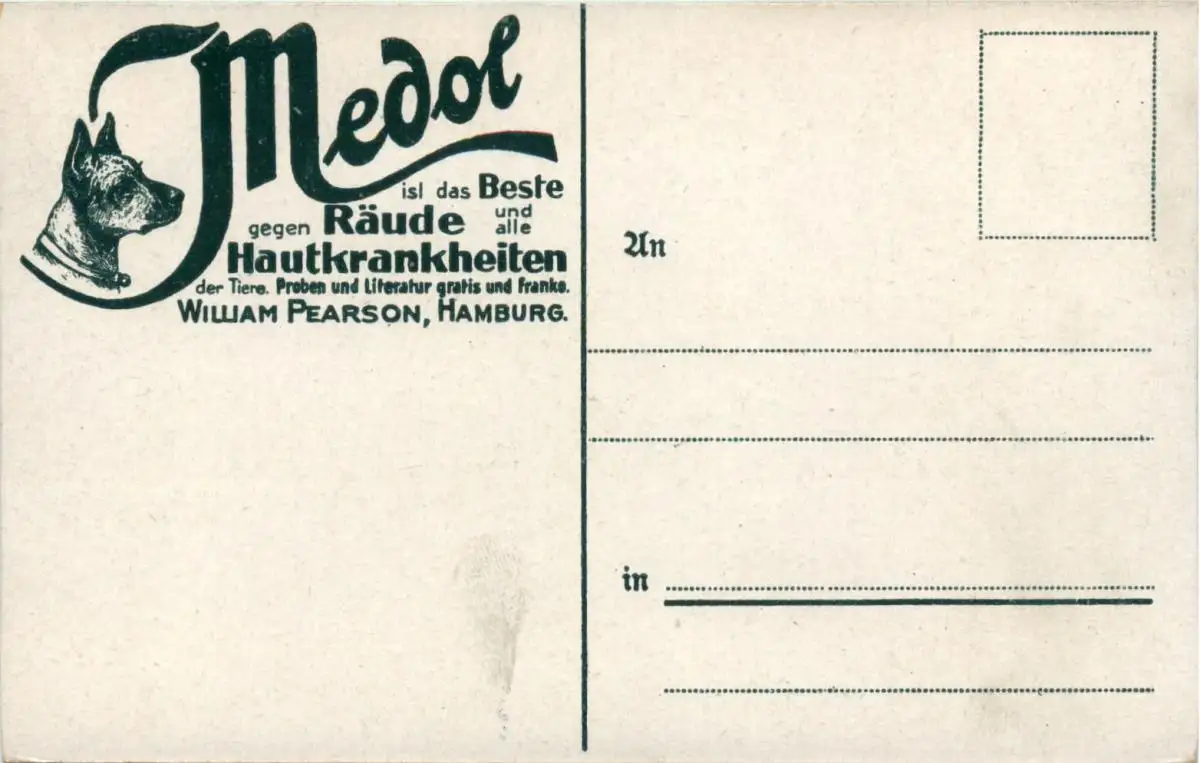 Medol
ist das Beste
gegen Räude und alle
Hautkrankheiten
der Tiere. Proben und Literatur gratis und franko.
WILLIAM PEARSON, HAMBURG.
An
in